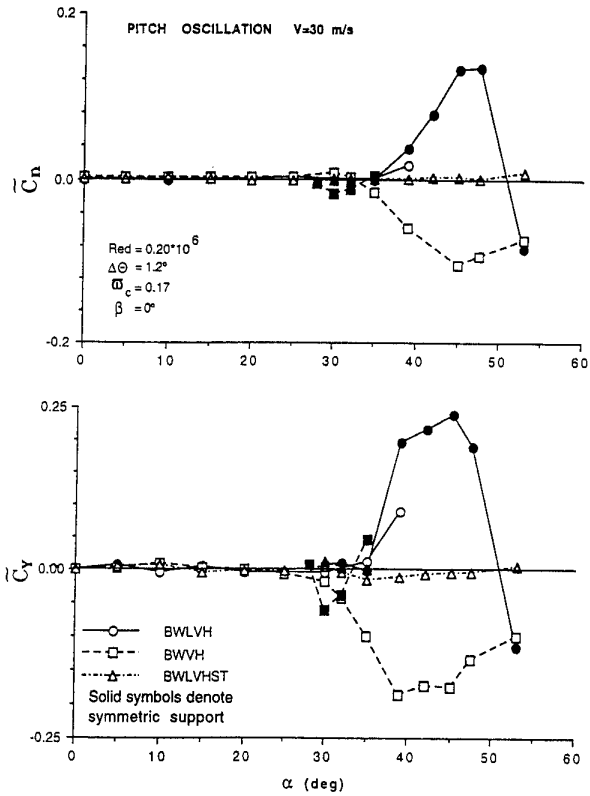 PITCH OSCILLATION V=30 m/s
0.2
0.0
-0.2
C̃n
Red = 0.20*10^6
ΔΘ = 1.2°
ω̄c = 0.17
β = 0°
0 10 20 30 40 50 60
0.25
0.00
-0.25
C̃Y
BWLVH
BWVH
BWLVHST
Solid symbols denote
symmetric support
0 10 20 30 40 50 60
α (deg)